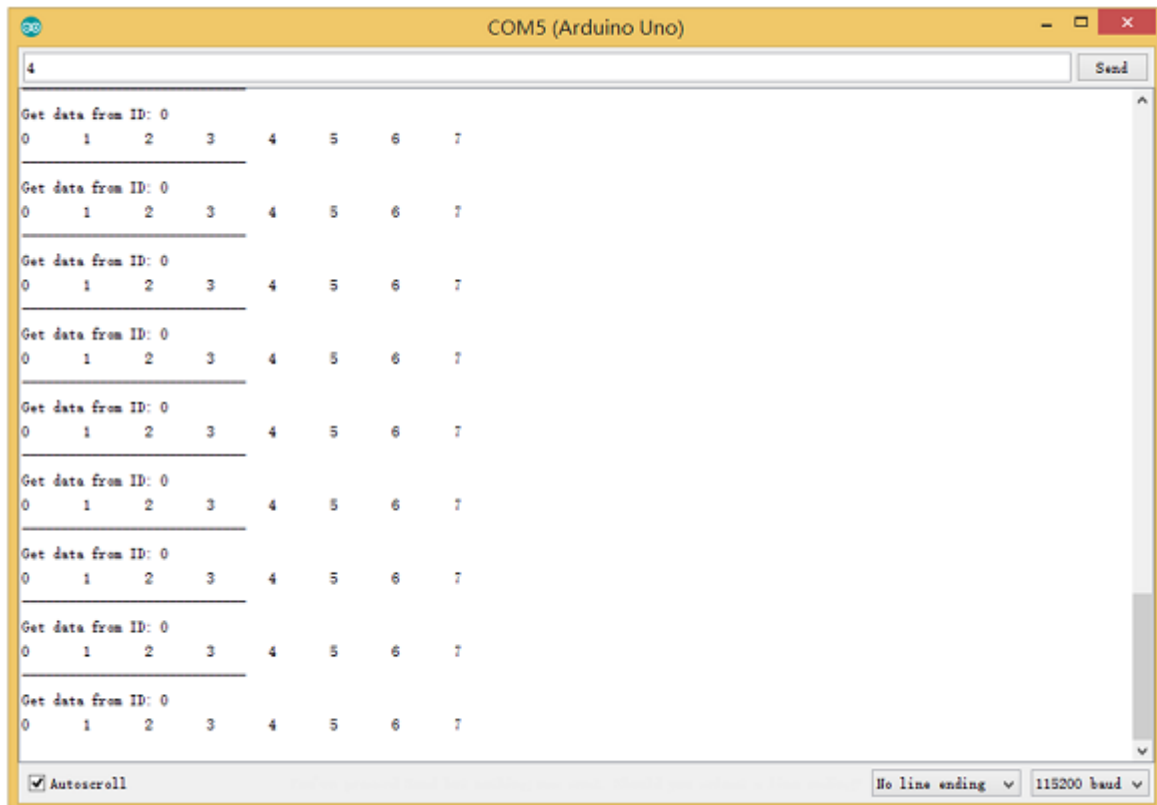 COM5 (Arduino Uno)
4
Send
Get data from ID: 0
0 1 2 3 4 5 6 7
Get data from ID: 0
0 1 2 3 4 5 6 7
Get data from ID: 0
0 1 2 3 4 5 6 7
Get data from ID: 0
0 1 2 3 4 5 6 7
Get data from ID: 0
0 1 2 3 4 5 6 7
Get data from ID: 0
0 1 2 3 4 5 6 7
Get data from ID: 0
0 1 2 3 4 5 6 7
Get data from ID: 0
0 1 2 3 4 5 6 7
Get data from ID: 0
0 1 2 3 4 5 6 7
Autoscroll
No line ending
115200 baud